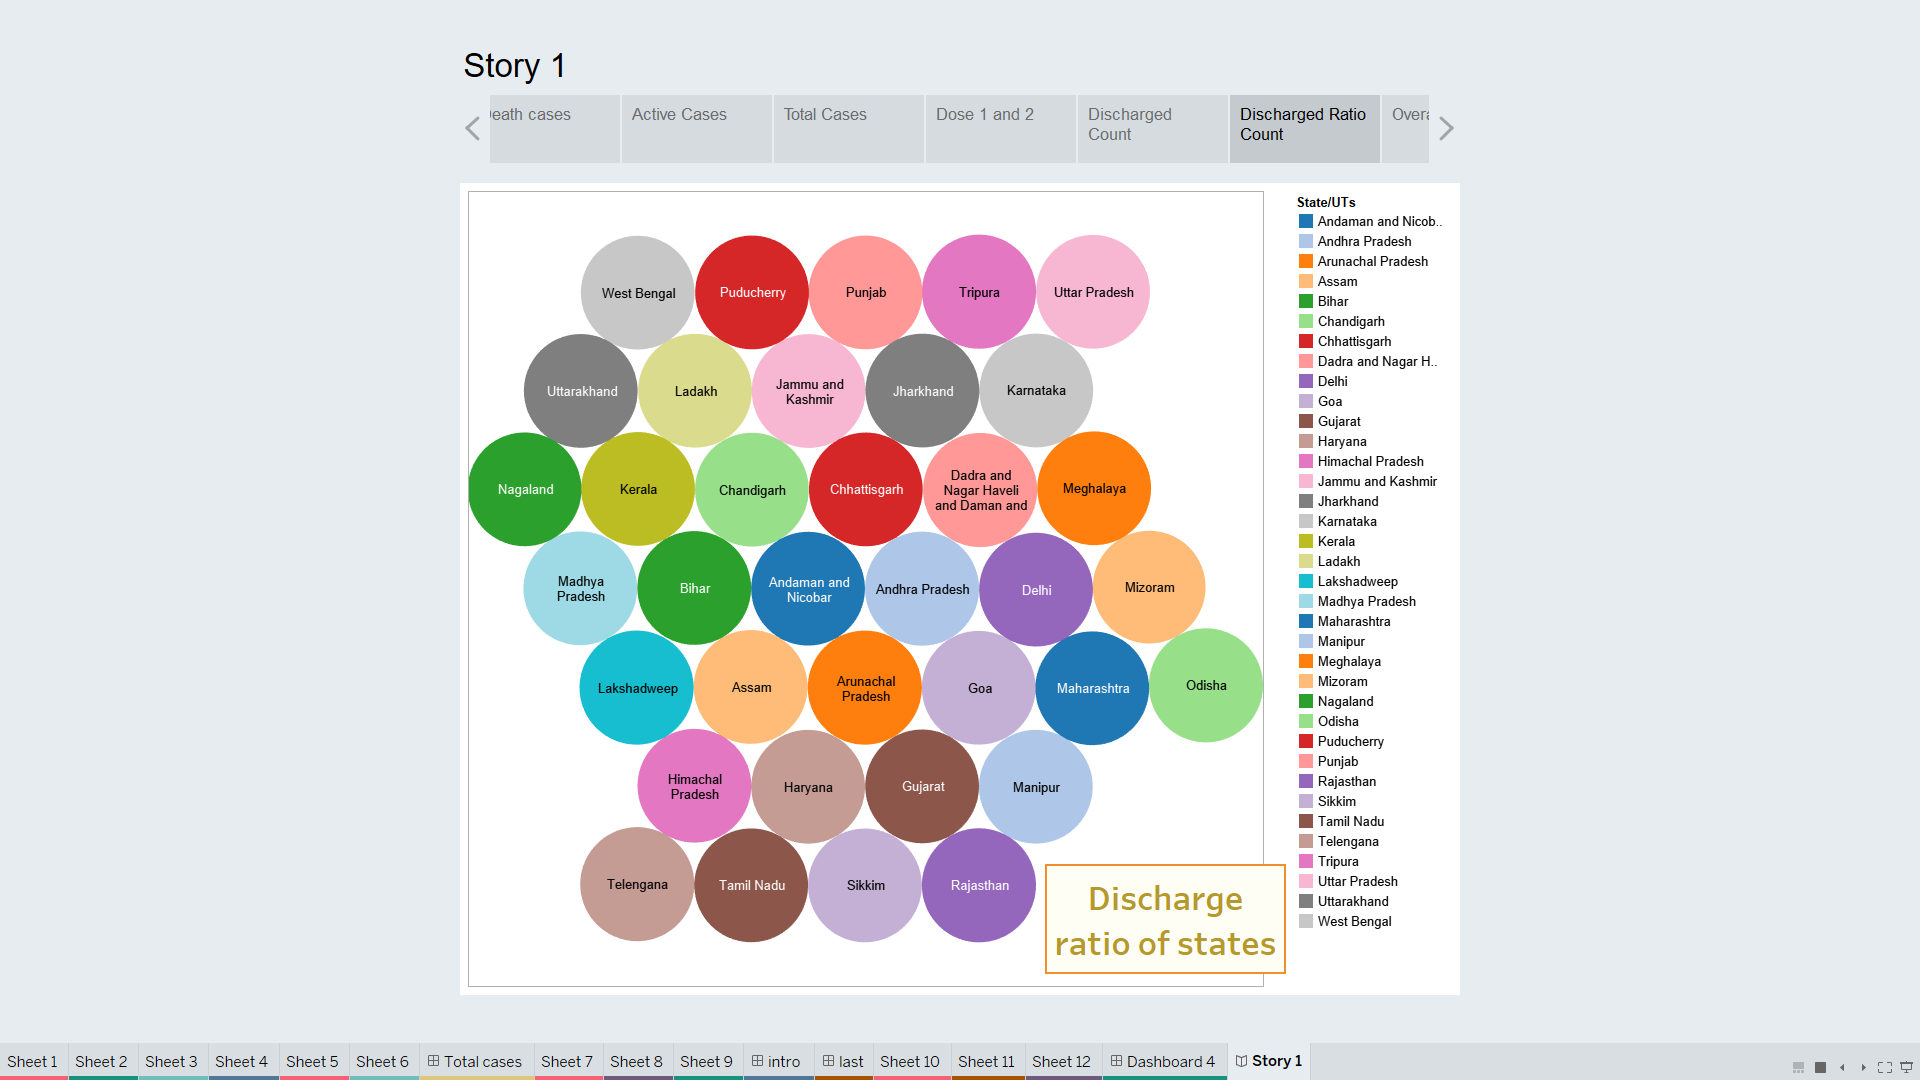 Story 1
eath cases
Active Cases
Total Cases
Dose 1 and 2
Discharged
Count
Discharged Ratio
Count
Over
West Bengal
Puducherry
Punjab
Tripura
Uttar Pradesh
Uttarakhand
Ladakh
Jammu and
Kashmir
Jharkhand
Karnataka
Nagaland
Kerala
Chandigarh
Chhattisgarh
Dadra and
Nagar Haveli
and Daman and
Meghalaya
Madhya
Pradesh
Bihar
Andaman and
Nicobar
Andhra Pradesh
Delhi
Mizoram
Lakshadweep
Assam
Arunachal
Pradesh
Goa
Maharashtra
Odisha
Himachal
Pradesh
Haryana
Gujarat
Manipur
Telengana
Tamil Nadu
Sikkim
Rajasthan
Discharge
ratio of states
State/UTs
Andaman and Nicob..
Andhra Pradesh
Arunachal Pradesh
Assam
Bihar
Chandigarh
Chhattisgarh
Dadra and Nagar H..
Delhi
Goa
Gujarat
Haryana
Himachal Pradesh
Jammu and Kashmir
Jharkhand
Karnataka
Kerala
Ladakh
Lakshadweep
Madhya Pradesh
Maharashtra
Manipur
Meghalaya
Mizoram
Nagaland
Odisha
Puducherry
Punjab
Rajasthan
Sikkim
Tamil Nadu
Telengana
Tripura
Uttar Pradesh
Uttarakhand
West Bengal
Sheet 1
Sheet 2
Sheet 3
Sheet 4
Sheet 5
Sheet 6
Total cases
Sheet 7
Sheet 8
Sheet 9
intro
last
Sheet 10
Sheet 11
Sheet 12
Dashboard 4
Story 1